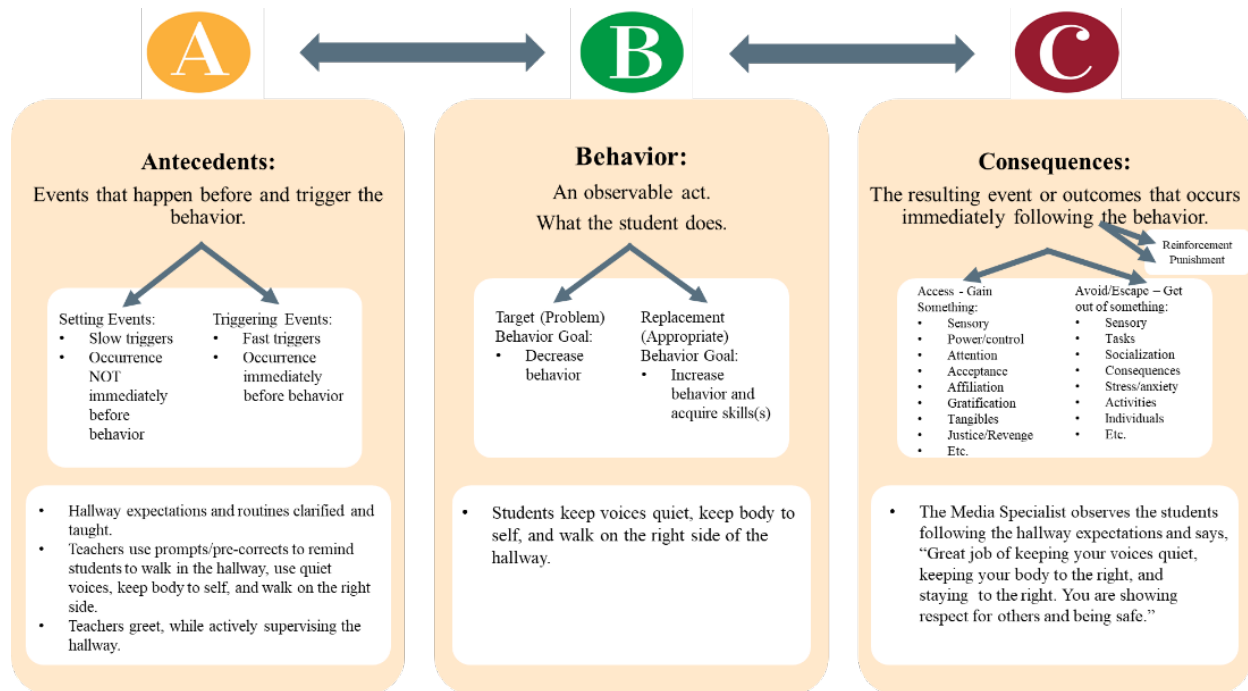 A
B
C
Antecedents:
Events that happen before and trigger the
behavior.
Setting Events:
• Slow triggers
• Occurrence
NOT
immediately
before
behavior
Triggering Events:
• Fast triggers
• Occurrence
immediately
before behavior
• Hallway expectations and routines clarified and
taught.
• Teachers use prompts/pre-corrects to remind
students to walk in the hallway, use quiet
voices, keep body to self, and walk on the right
side.
• Teachers greet, while actively supervising the
hallway.
Behavior:
An observable act.
What the student does.
Target (Problem)
Behavior Goal:
• Decrease
behavior
Replacement
(Appropriate)
Behavior Goal:
• Increase
behavior and
acquire skills(s)
• Students keep voices quiet, keep body to
self, and walk on the right side of the
hallway.
Consequences:
The resulting event or outcomes that occurs
immediately following the behavior.
Reinforcement
Punishment
Access - Gain
Something:
• Sensory
• Power/control
• Attention
• Acceptance
• Affiliation
• Gratification
• Tangibles
• Justice/Revenge
• Etc.
Avoid/Escape – Get
out of something:
• Sensory
• Tasks
• Socialization
• Consequences
• Stress/anxiety
• Activities
• Individuals
• Etc.
• The Media Specialist observes the students
following the hallway expectations and says,
“Great job of keeping your voices quiet,
keeping your body to the right, and
staying to the right. You are showing
respect for others and being safe.”